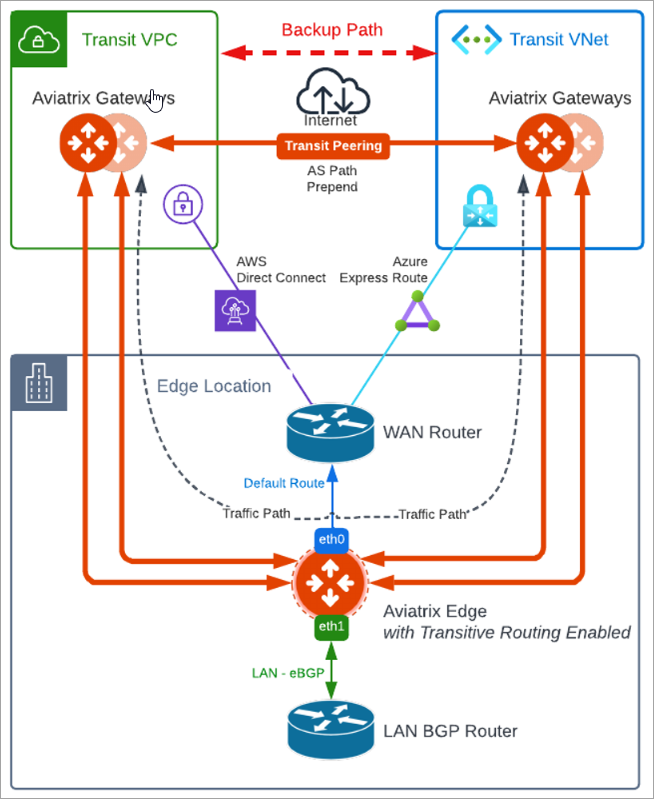 Backup Path
Transit VPC
Transit VNet
Aviatrix Gateways
Aviatrix Gateways
Internet
Transit Peering
AS Path
Prepend
AWS
Direct Connect
Azure
Express Route
Edge Location
WAN Router
Default Route
Traffic Path
Traffic Path
eth0
Aviatrix Edge
with Transitive Routing Enabled
eth1
LAN - eBGP
LAN BGP Router